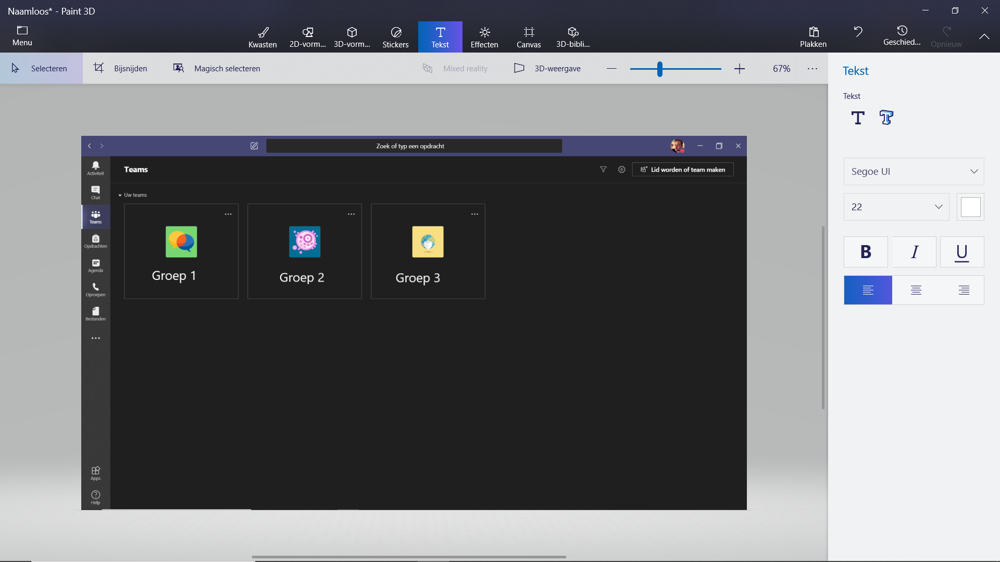 Naamloos* - Paint 3D
Menu
Kwasten
2D-vorm...
3D-vorm...
Stickers
Tekst
Effecten
Canvas
3D-bibli...
Plakken
Geschied...
Opnieuw
Selecteren
Bijsnijden
Magisch selecteren
Mixed reality
3D-weergave
67%
Tekst
Tekst
Segoe UI
22
B
I
U
Zoek of typ een opdracht
Activiteit
Chat
Teams
Opdrachten
Agenda
Oproepen
Bestanden
Apps
Help
Teams
Lid worden of team maken
Uw teams
Groep 1
Groep 2
Groep 3